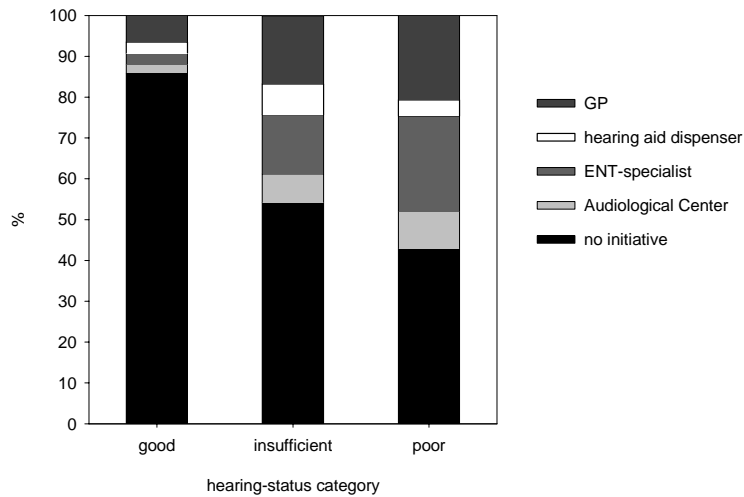 100
90
80
70
60
50
40
30
20
10
0
%
good insufficient poor
hearing-status category
GP
hearing aid dispenser
ENT-specialist
Audiological Center
no initiative